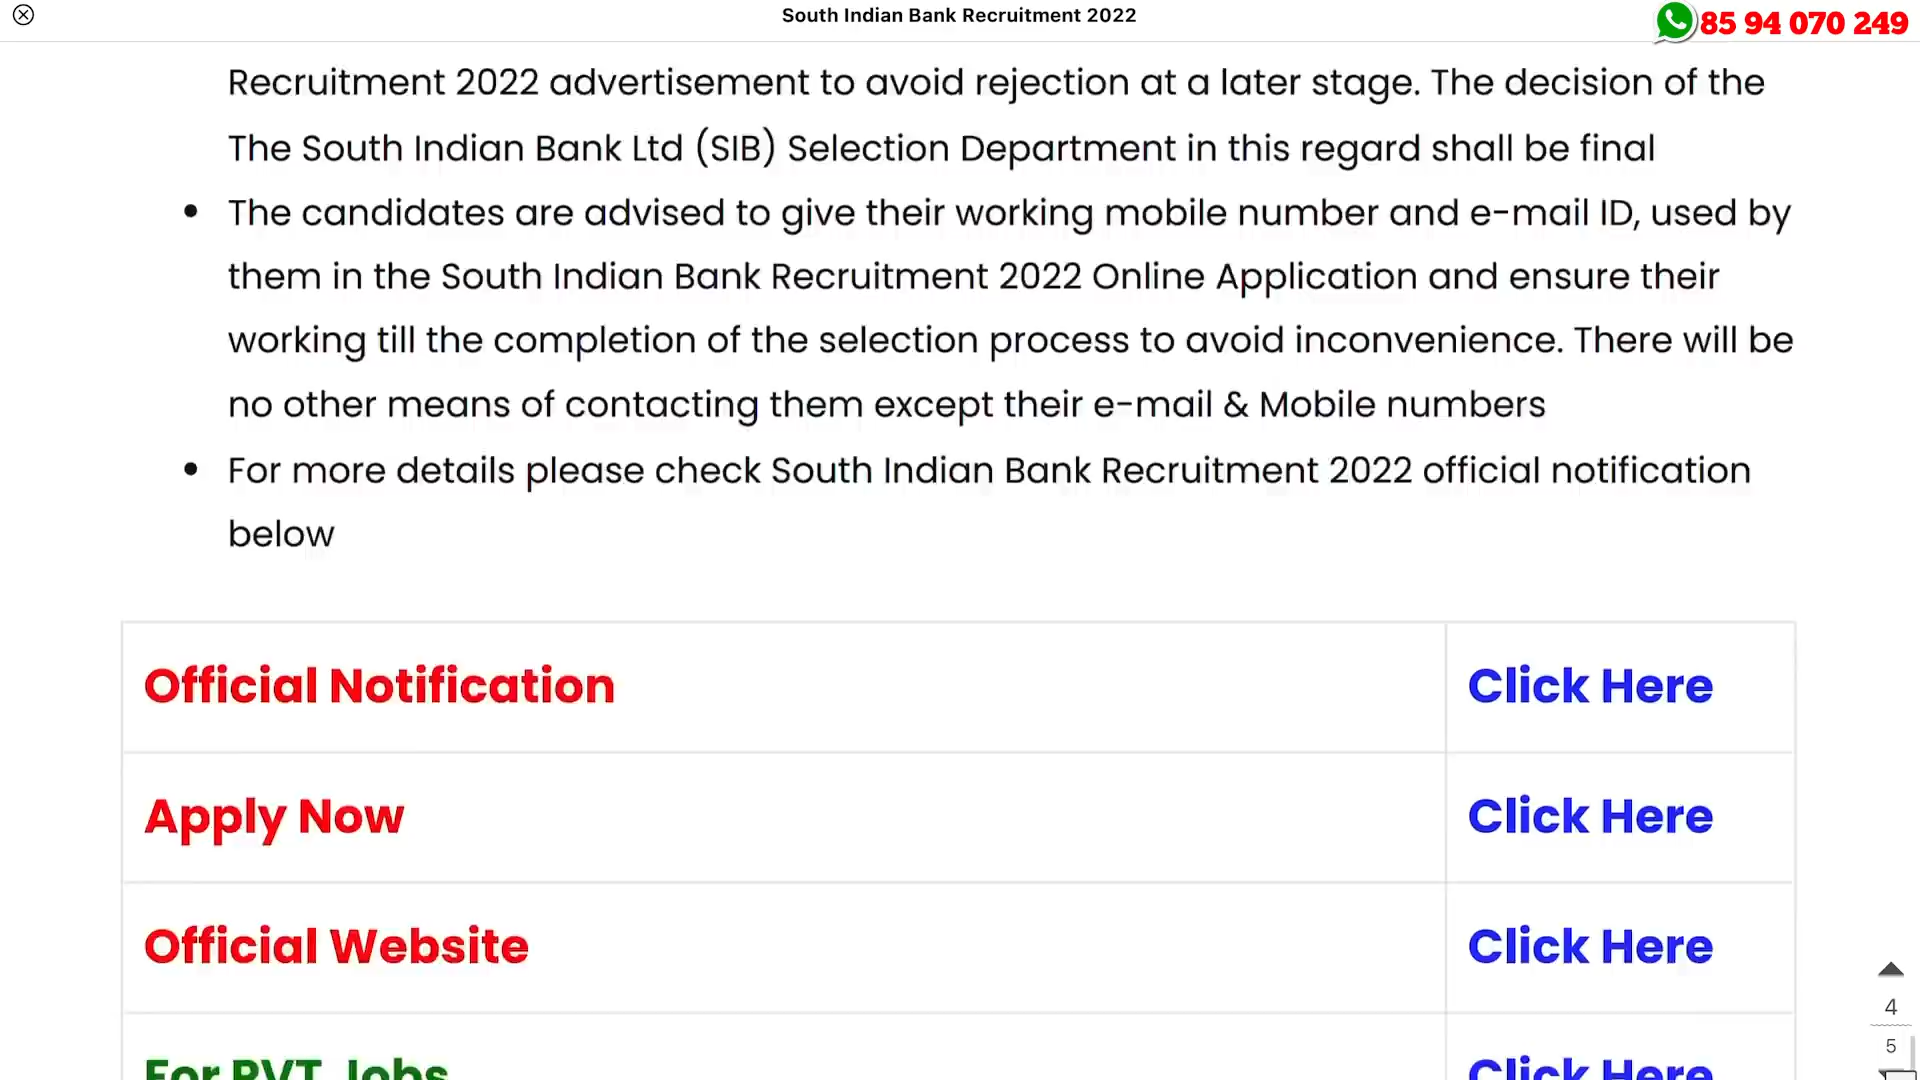 South Indian Bank Recruitment 2022
85 94 070 249
Recruitment 2022 advertisement to avoid rejection at a later stage. The decision of the
The South Indian Bank Ltd (SIB) Selection Department in this regard shall be final
• The candidates are advised to give their working mobile number and e-mail ID, used by
them in the South Indian Bank Recruitment 2022 Online Application and ensure their
working till the completion of the selection process to avoid inconvenience. There will be
no other means of contacting them except their e-mail & Mobile numbers
• For more details please check South Indian Bank Recruitment 2022 official notification
below
Official Notification Click Here
Apply Now Click Here
Official Website Click Here
For PVT Jobs Click Here
4
5